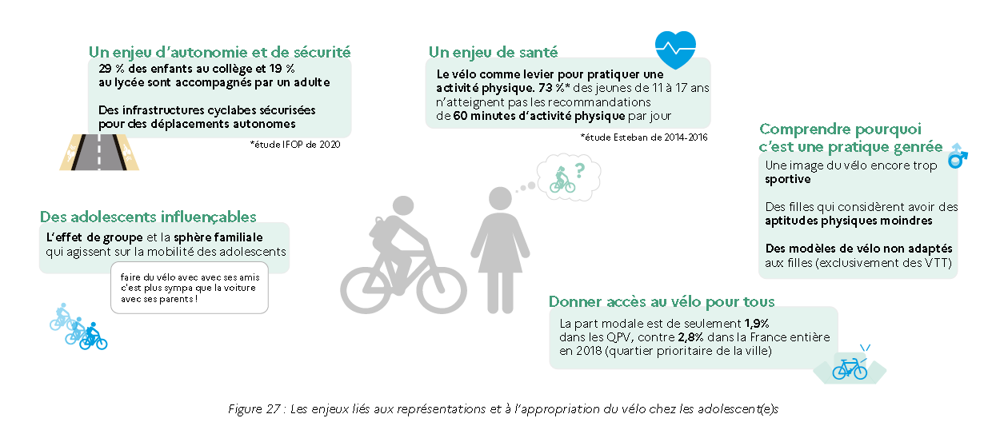 Un enjeu d'autonomie et de sécurité
29 % des enfants au collège et 19 %
au lycée sont accompagnés par un adulte
Des infrastructures cyclabes sécurisées
pour des déplacements autonomes
*étude IFOP de 2020
Un enjeu de santé
Le vélo comme levier pour pratiquer une
activité physique. 73 %* des jeunes de 11 à 17 ans
n'atteignent pas les recommandations
de 60 minutes d'activité physique par jour
*étude Esteban de 2014-2016
Comprendre pourquoi
c'est une pratique genrée
Une image du vélo encore trop
sportive
Des filles qui considèrent avoir des
aptitudes physiques moindres
Des modèles de vélo non adaptés
aux filles (exclusivement des VTT)
?
Des adolescents influençables
L'effet de groupe et la sphère familiale
qui agissent sur la mobilité des adolescents
faire du vélo avec avec ses amis
c'est plus sympa que la voiture
avec ses parents !
Donner accès au vélo pour tous
La part modale est de seulement 1,9%
dans les QPV, contre 2,8% dans la France entière
en 2018 (quartier prioritaire de la ville)
Figure 27 : Les enjeux liés aux représentations et à l'appropriation du vélo chez les adolescent(e)s